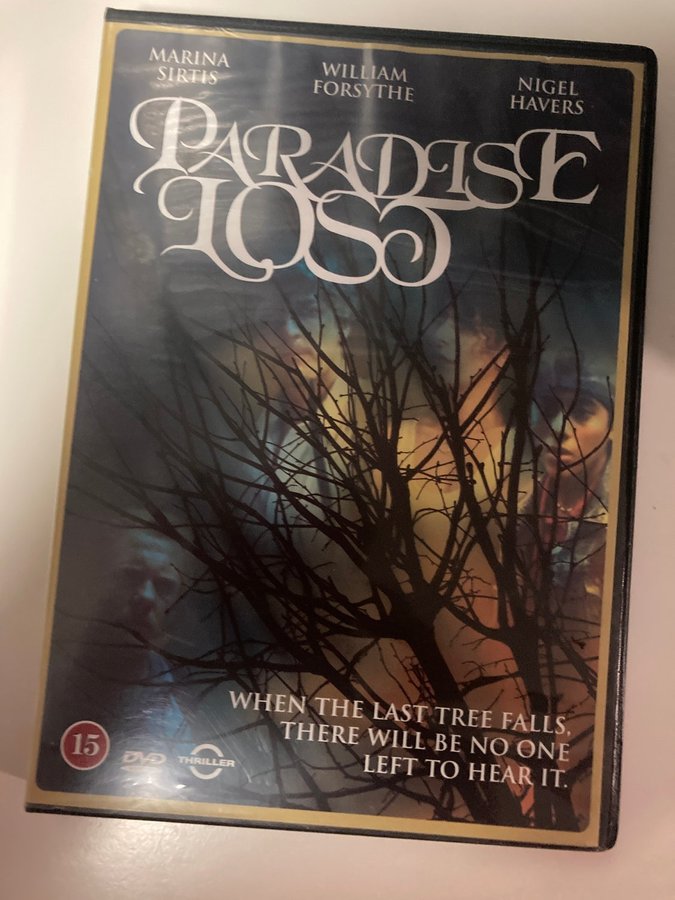 MARINA
SIRTIS
WILLIAM
FORSYTHE
NIGEL
HAVERS
PARADISE
LOST
WHEN THE LAST TREE FALLS,
THERE WILL BE NO ONE
LEFT TO HEAR IT.
15
DVD
THRILLER